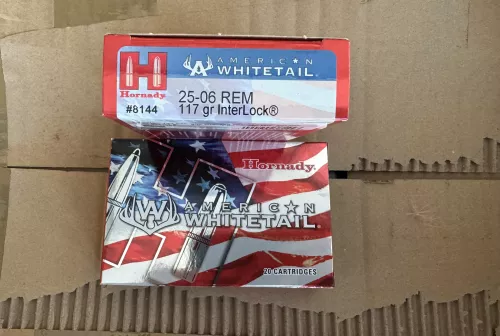 H
Hornady.
#8144
AMERICAN
WHITETAIL®
25-06 REM
117 gr InterLock®
Hornady.
AMERICAN
WHITETAIL
20 CARTRIDGES